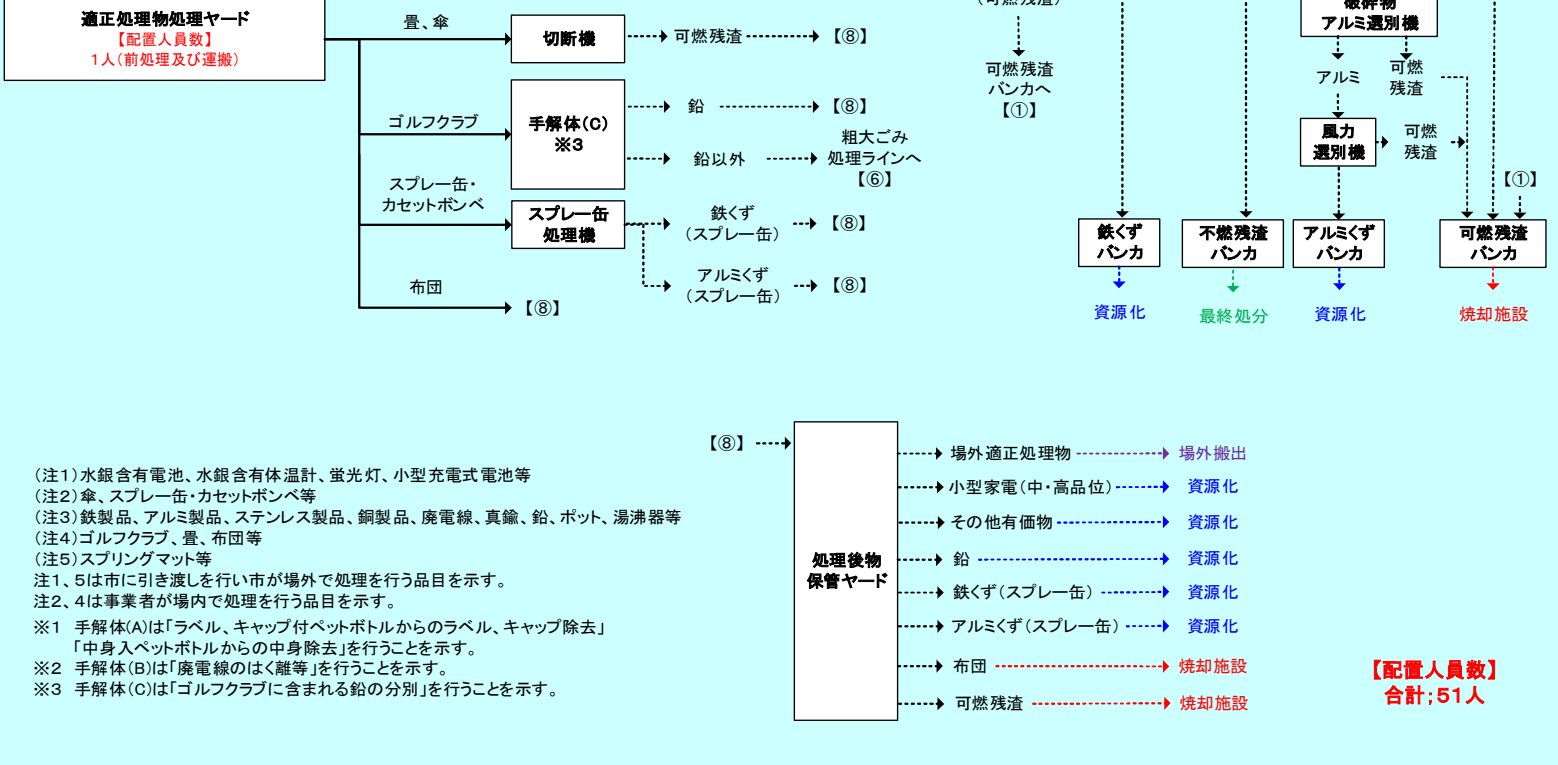 適正処理物処理ヤード
【配置人員数】
1人(前処理及び運搬)
畳、傘
切断機
可燃残渣
【⑧】
ゴルフクラブ
手解体(C)
※3
鉛
【⑧】
鉛以外
粗大ごみ
処理ラインへ
【⑥】
スプレー缶・
カセットボンベ
スプレー缶
処理機
鉄くず
(スプレー缶)
【⑧】
アルミくず
(スプレー缶)
【⑧】
布団
【⑧】
(可燃残渣)
可燃残渣
バンカへ
【①】
破砕物
アルミ選別機
アルミ
可燃
残渣
風力
選別機
可燃
残渣
【①】
鉄くず
バンカ
不燃残渣
バンカ
アルミくず
バンカ
可燃残渣
バンカ
資源化
最終処分
資源化
焼却施設
(注1)水銀含有電池、水銀含有体温計、蛍光灯、小型充電式電池等
(注2)傘、スプレー缶・カセットボンベ等
(注3)鉄製品、アルミ製品、ステンレス製品、銅製品、廃電線、真鍮、鉛、ポット、湯沸器等
(注4)ゴルフクラブ、畳、布団等
(注5)スプリングマット等
注1、5は市に引き渡しを行い市が場外で処理を行う品目を示す。
注2、4は事業者が場内で処理を行う品目を示す。
※1 手解体(A)は「ラベル、キャップ付ペットボトルからのラベル、キャップ除去」
「中身入ペットボトルからの中身除去」を行うことを示す。
※2 手解体(B)は「廃電線のはく離等」を行うことを示す。
※3 手解体(C)は「ゴルフクラブに含まれる鉛の分別」を行うことを示す。
【⑧】
処理後物
保管ヤード
場外適正処理物
場外搬出
小型家電(中・高品位)
資源化
その他有価物
資源化
鉛
資源化
鉄くず(スプレー缶)
資源化
アルミくず(スプレー缶)
資源化
布団
焼却施設
可燃残渣
焼却施設
【配置人員数】
合計;51人